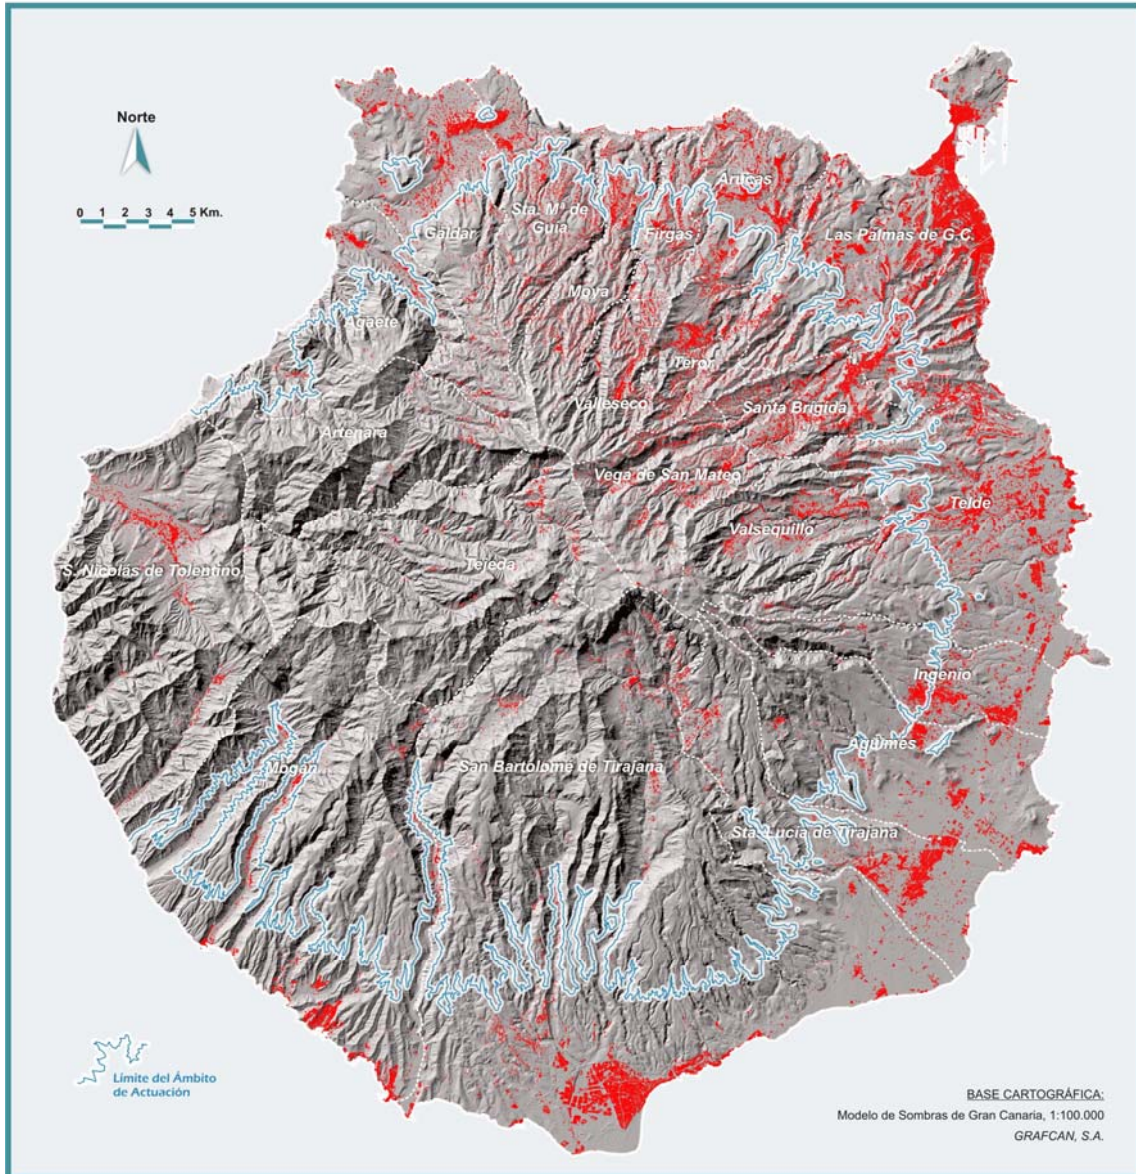 Norte
0 1 2 3 4 5 Km.
Arucas
Sta. Mª de
Guía
Gáldar
Firgas
Las Palmas de G.C.
Moya
Agaete
Teror
Valleseco
Santa Brígida
Artenara
Vega de San Mateo
Telde
Valsequillo
Tejeda
S. Nicolás de Tolentino
Ingenio
Agüimes
Mogán
San Bartolomé de Tirajana
Sta. Lucía de Tirajana
Límite del Ámbito
de Actuación
BASE CARTOGRÁFICA:
Modelo de Sombras de Gran Canaria, 1:100.000
GRAFCAN, S.A.